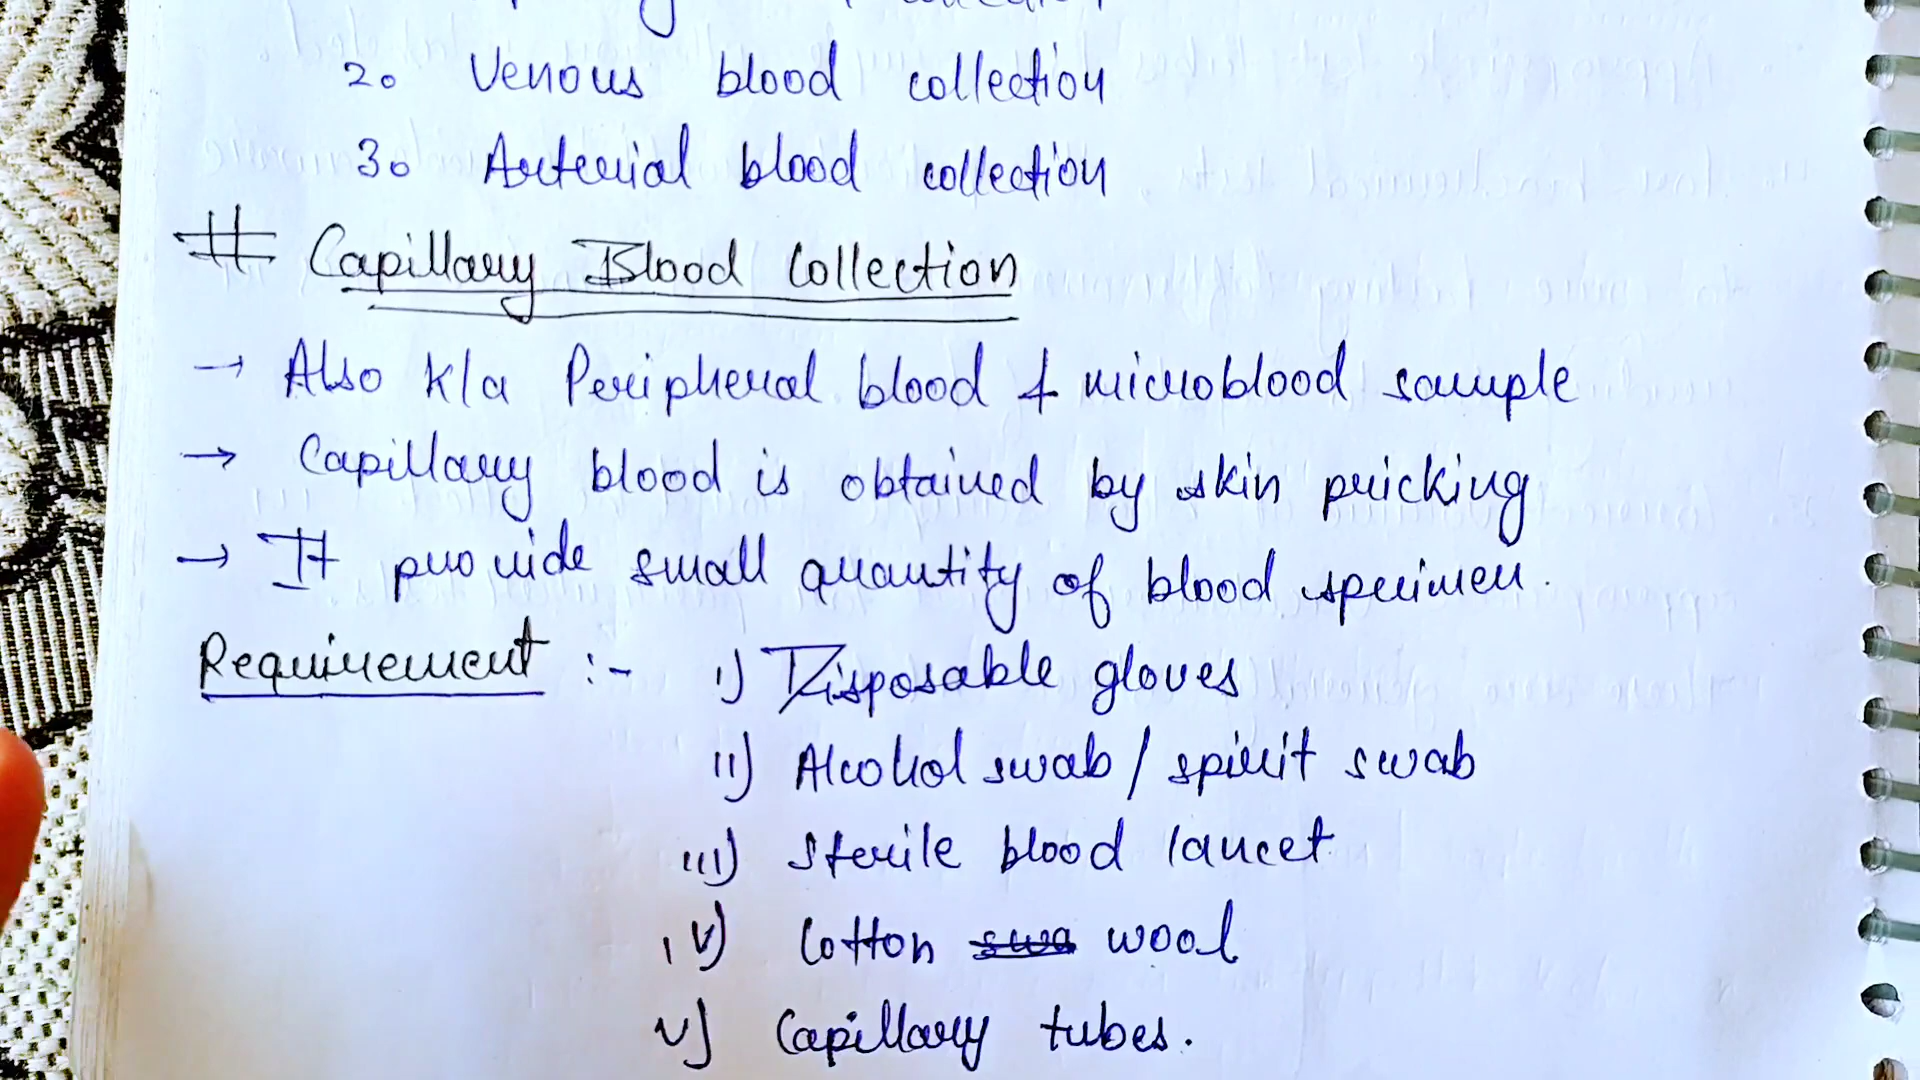 collection
2. Venous blood collection
3. Arterial blood collection
# Capillary Blood Collection
→ Also k/a Peripheral blood & microblood sample
→ Capillary blood is obtained by skin pricking
→ It provide small quantity of blood specimen.
Requirement :- i) Disposable gloves
ii) Alcohol swab / spirit swab
iii) Sterile blood lancet
iv) Cotton swa wool
v) Capillary tubes.